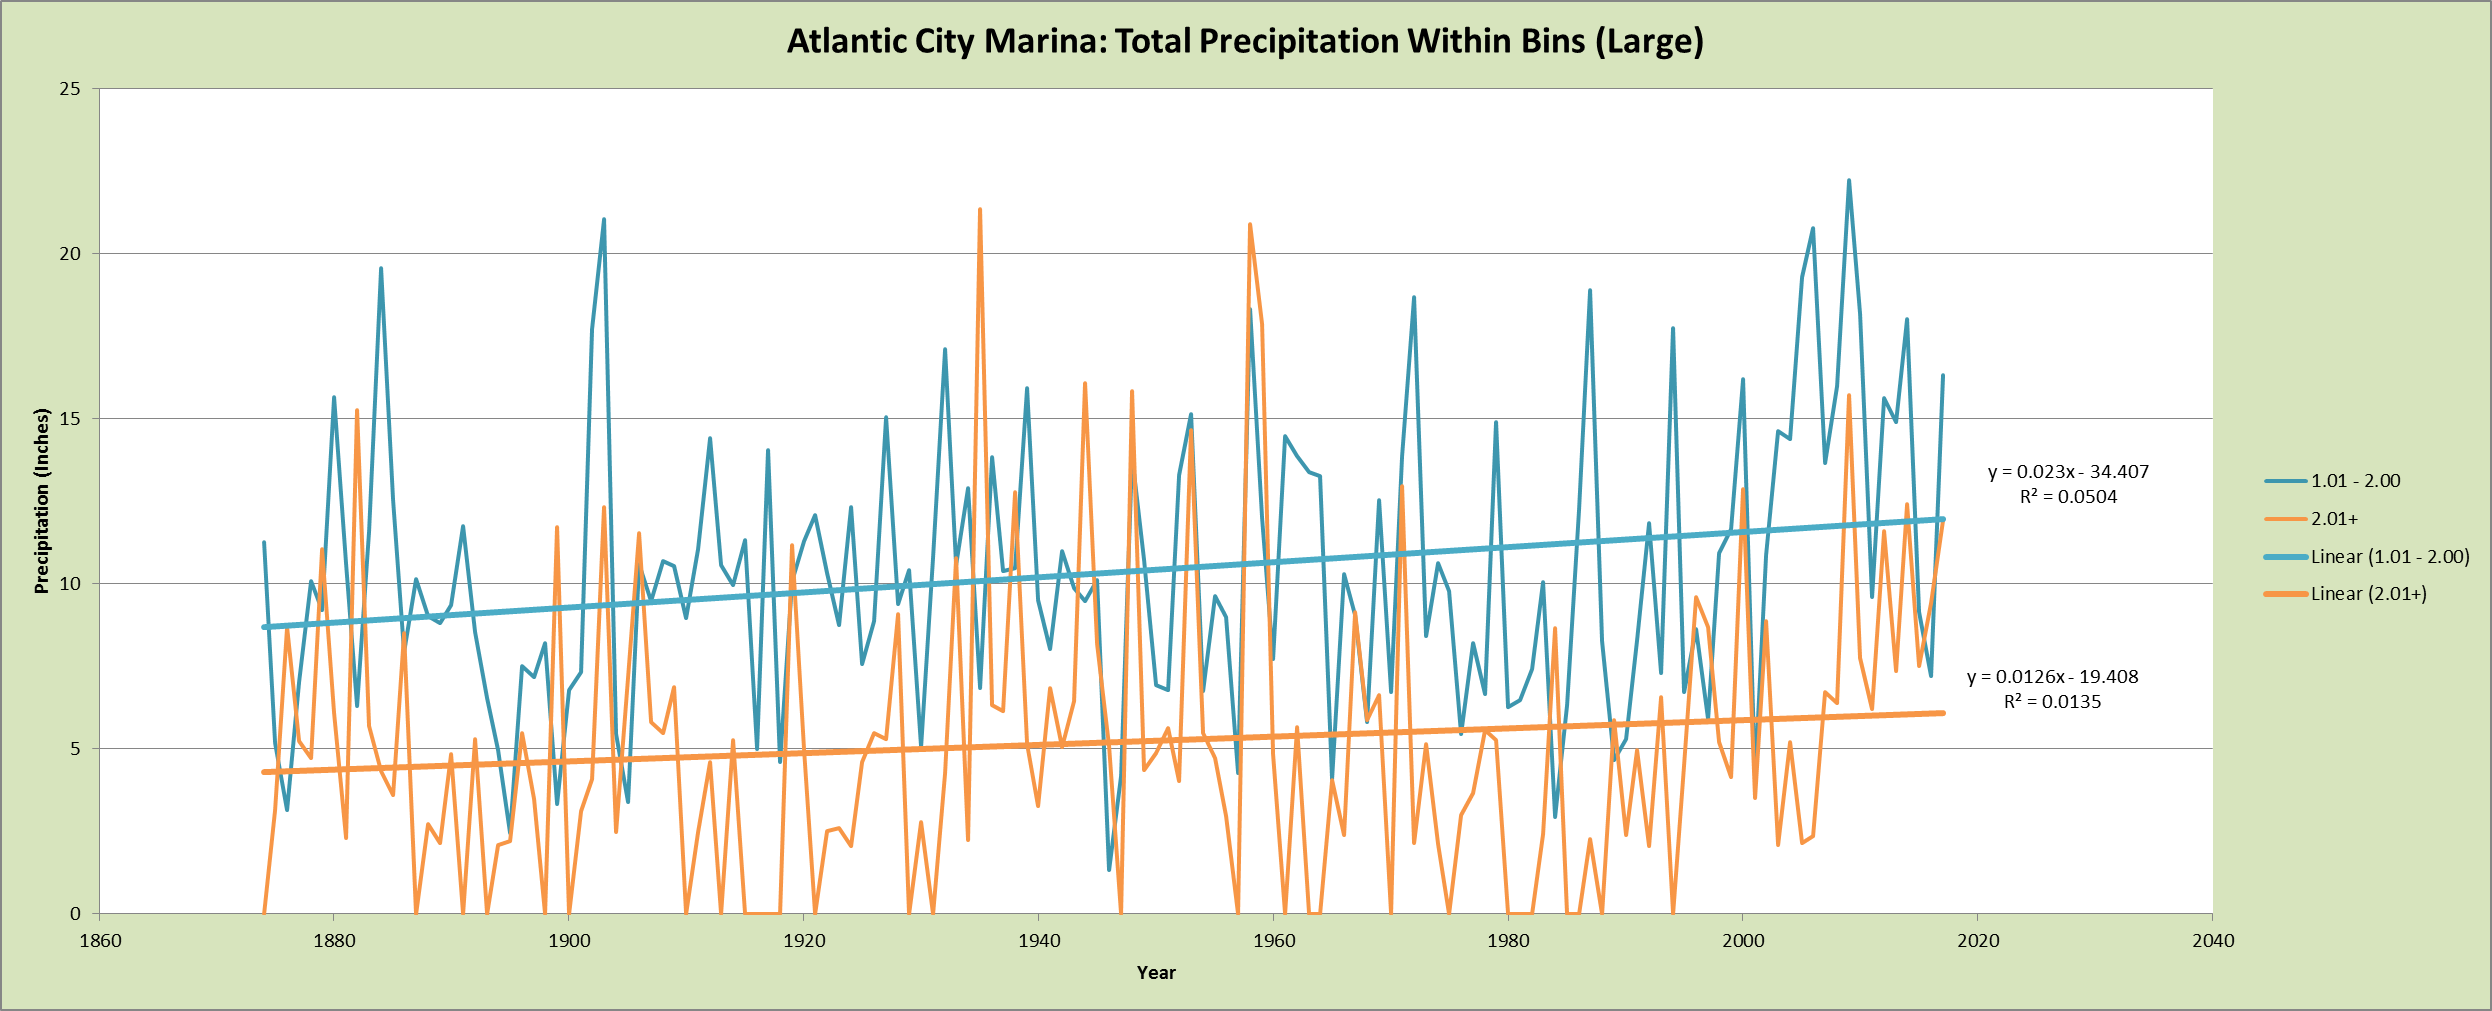 Atlantic City Marina: Total Precipitation Within Bins (Large)
25
20
15
10
5
0
Precipitation (Inches)
1860
1880
1900
1920
1940
1960
1980
2000
2020
2040
Year
y = 0.023x - 34.407
R² = 0.0504
y = 0.0126x - 19.408
R² = 0.0135
1.01 - 2.00
2.01+
Linear (1.01 - 2.00)
Linear (2.01+)